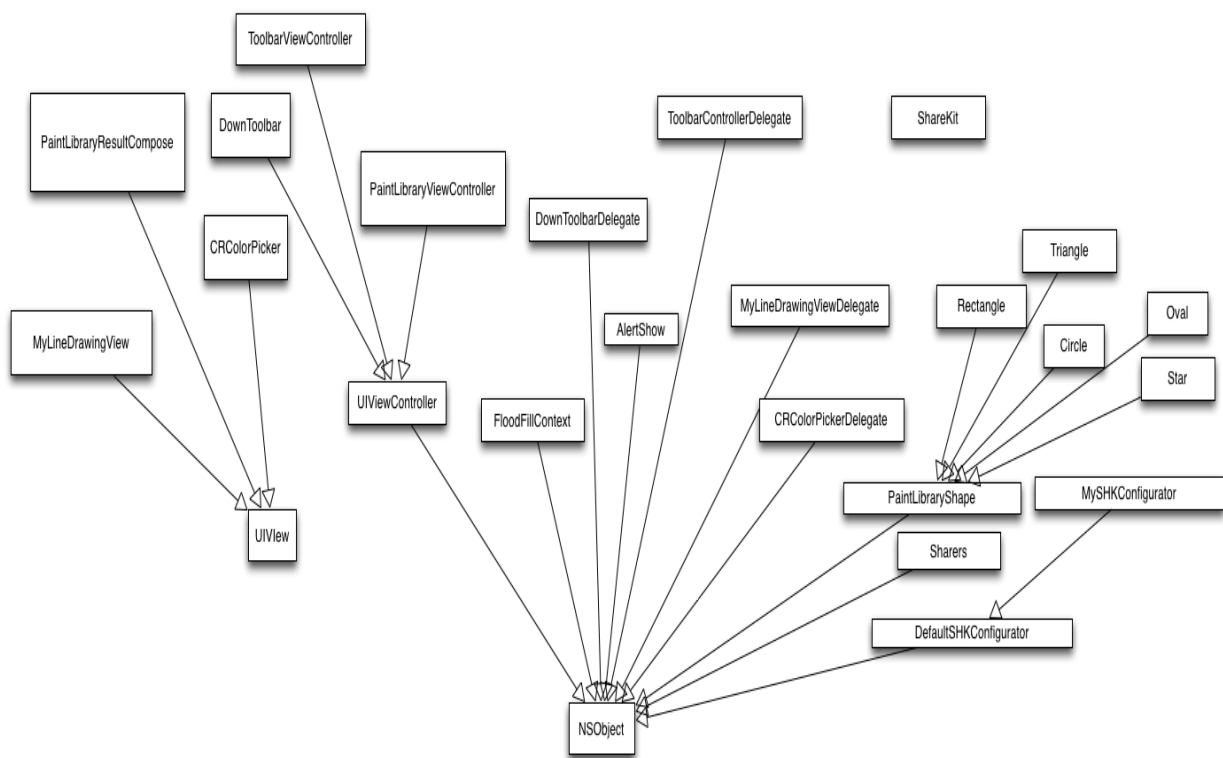 ToolbarViewController
PaintLibraryResultCompose
DownToolbar
ToolbarControllerDelegate
ShareKit
PaintLibraryViewController
DownToolbarDelegate
CRColorPicker
Triangle
MyLineDrawingView
AlertShow
MyLineDrawingViewDelegate
Rectangle
Oval
Circle
Star
UIViewController
FloodFillContext
CRColorPickerDelegate
PaintLibraryShape
MySHKConfigurator
UIVIew
Sharers
DefaultSHKConfigurator
NSObject